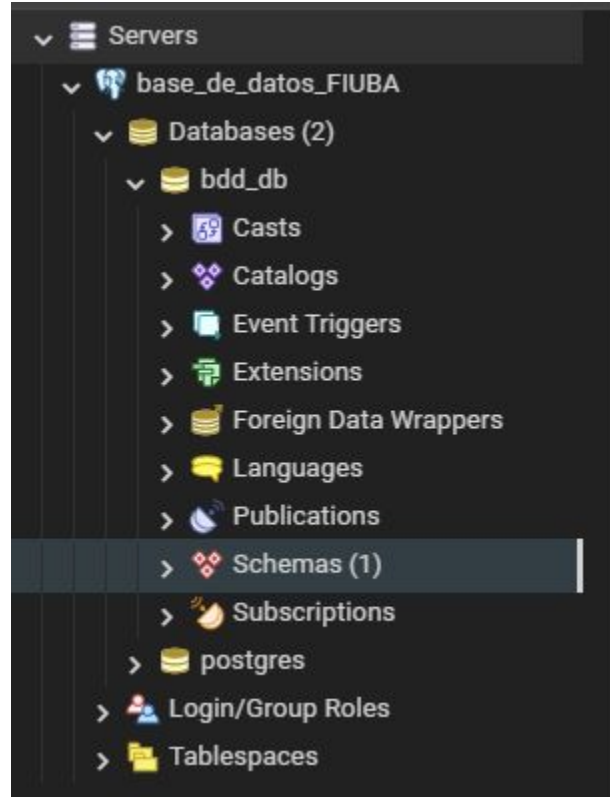 Servers
base_de_datos_FIUBA
Databases (2)
bdd_db
Casts
Catalogs
Event Triggers
Extensions
Foreign Data Wrappers
Languages
Publications
Schemas (1)
Subscriptions
postgres
Login/Group Roles
Tablespaces